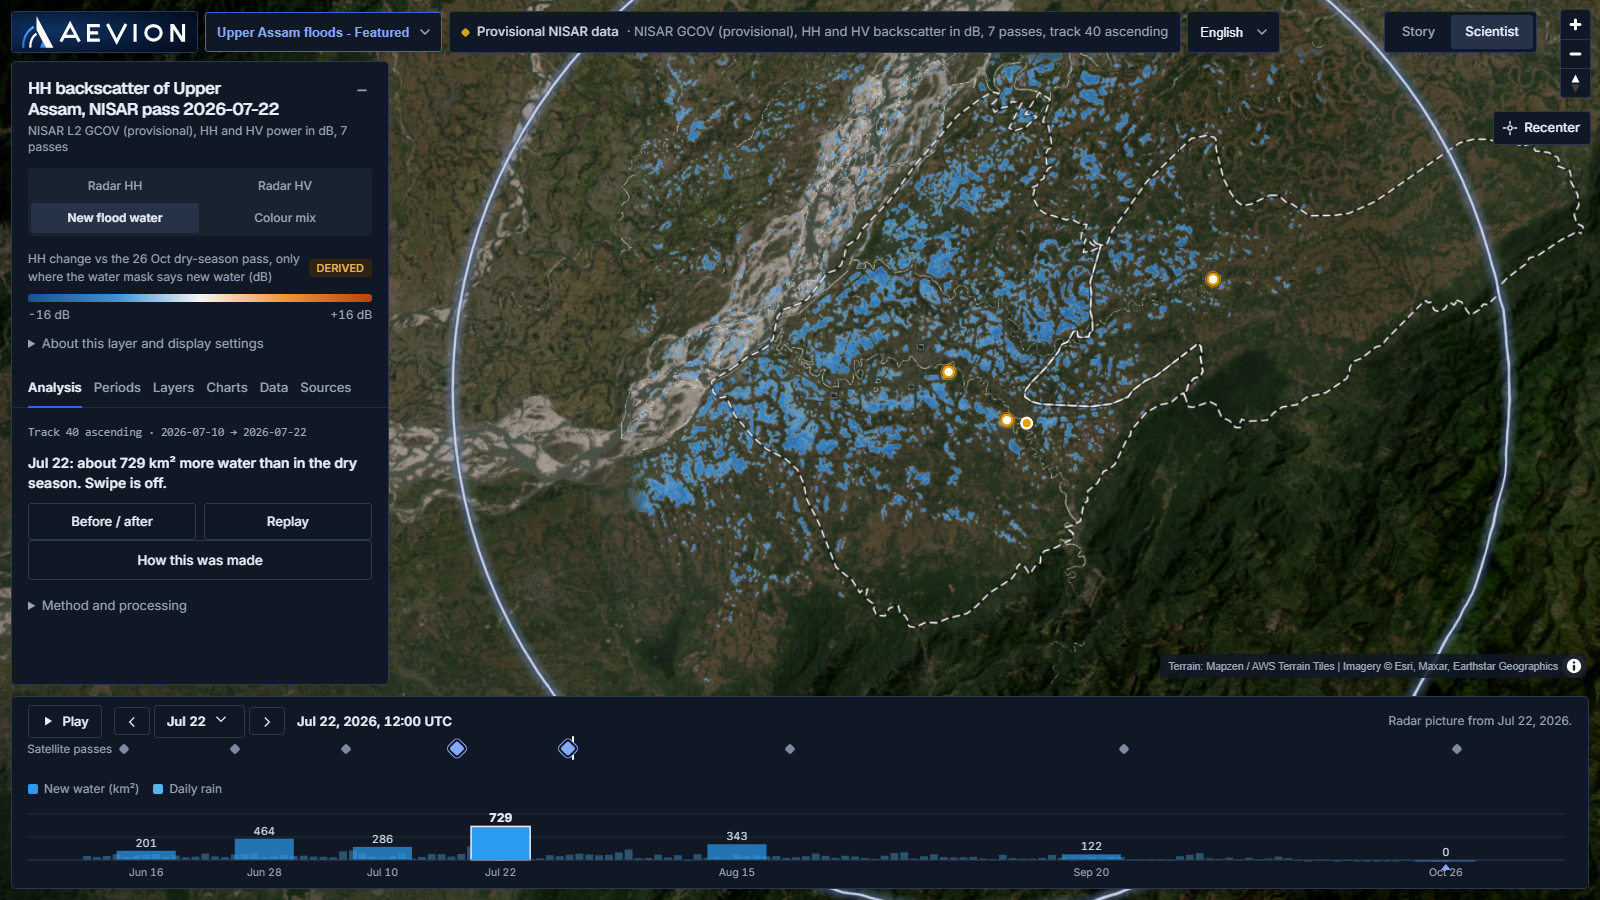 AEVION
Upper Assam floods - Featured
Provisional NISAR data · NISAR GCOV (provisional), HH and HV backscatter in dB, 7 passes, track 40 ascending
English
Story
Scientist
Recenter
HH backscatter of Upper
Assam, NISAR pass 2026-07-22
NISAR L2 GCOV (provisional), HH and HV power in dB, 7
passes
Radar HH
Radar HV
New flood water
Colour mix
HH change vs the 26 Oct dry-season pass, only
where the water mask says new water (dB)
DERIVED
-16 dB
+16 dB
About this layer and display settings
Analysis
Periods
Layers
Charts
Data
Sources
Track 40 ascending · 2026-07-10 → 2026-07-22
Jul 22: about 729 km² more water than in the dry
season. Swipe is off.
Before / after
Replay
How this was made
Method and processing
Terrain: Mapzen / AWS Terrain Tiles | Imagery © Esri, Maxar, Earthstar Geographics
Play
Jul 22
Jul 22, 2026, 12:00 UTC
Radar picture from Jul 22, 2026.
Satellite passes
New water (km²)
Daily rain
201
464
286
729
343
122
0
Jun 16
Jun 28
Jul 10
Jul 22
Aug 15
Sep 20
Oct 26